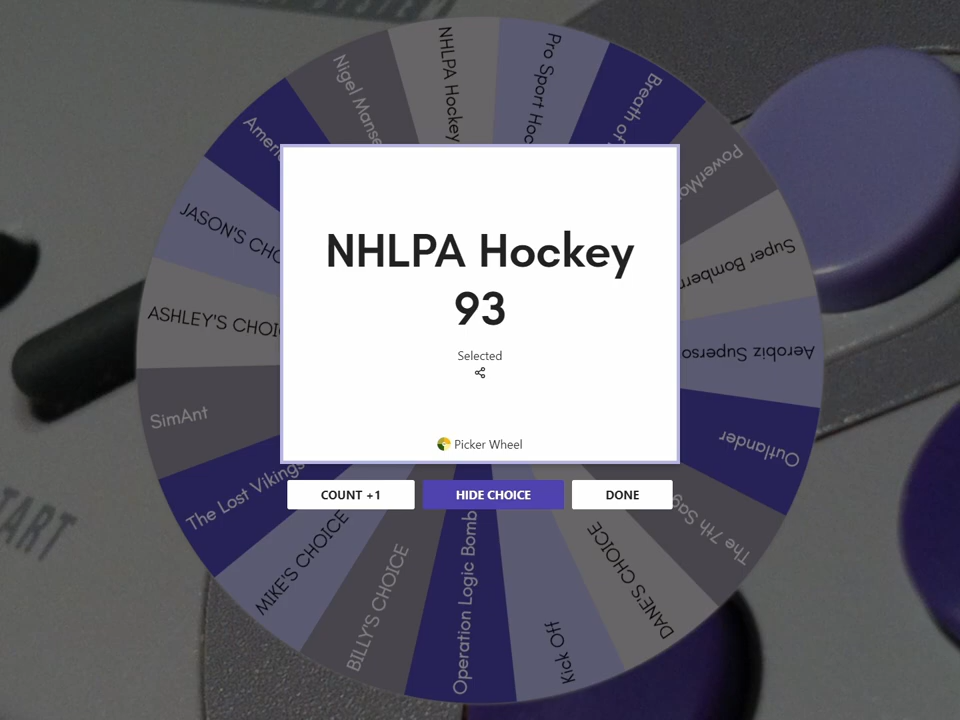 NHLPA Hockey
93
Selected
Picker Wheel
COUNT +1
HIDE CHOICE
DONE
NHLPA Hockey
Pro Sport Hoc
Breath of
PowerMo
Super Bomberm
Aerobiz Superso
Outlander
The 7th Sag
DANE'S CHOICE
Kick Off
Operation Logic Bomb
BILLY'S CHOICE
MIKE'S CHOICE
The Lost Vikings
SimAnt
ASHLEY'S CHOI
JASON'S CHO
Ameri
Nigel Manse
TART